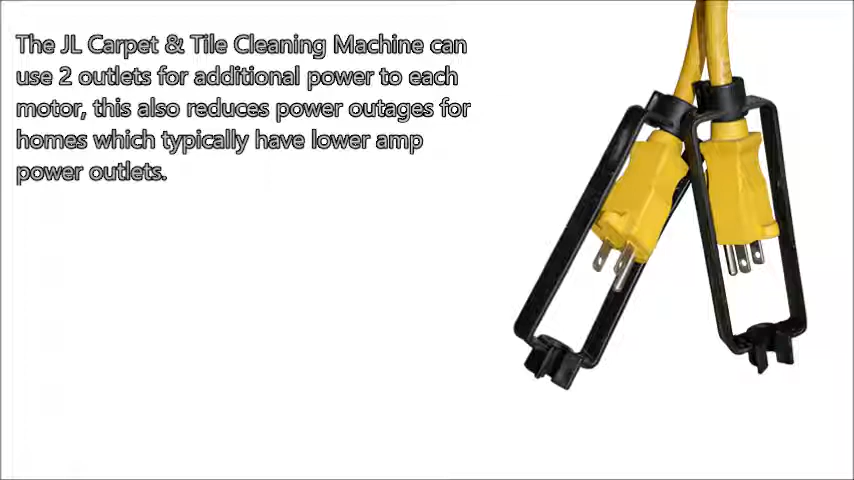 The JL Carpet & Tile Cleaning Machine can
use 2 outlets for additional power to each
motor, this also reduces power outages for
homes which typically have lower amp
power outlets.